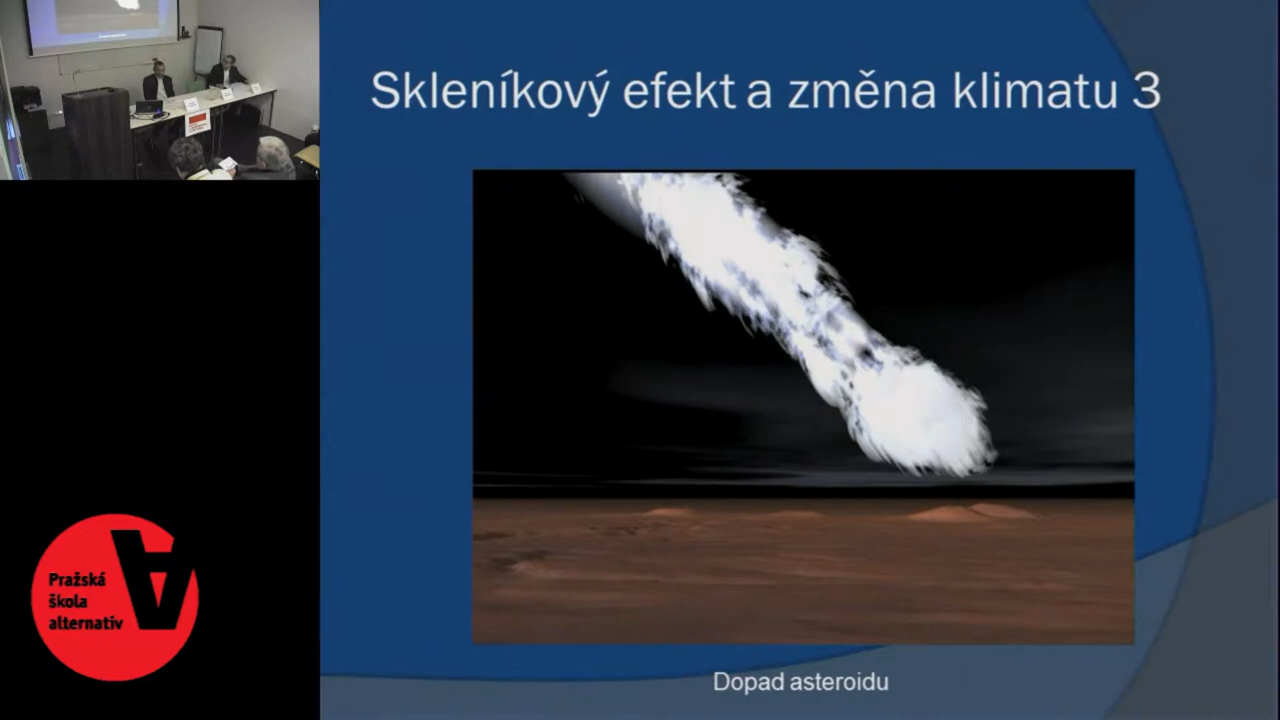 Skleníkový efekt a změna klimatu 3
Dopad asteroidu
Pražská
škola
alternativ